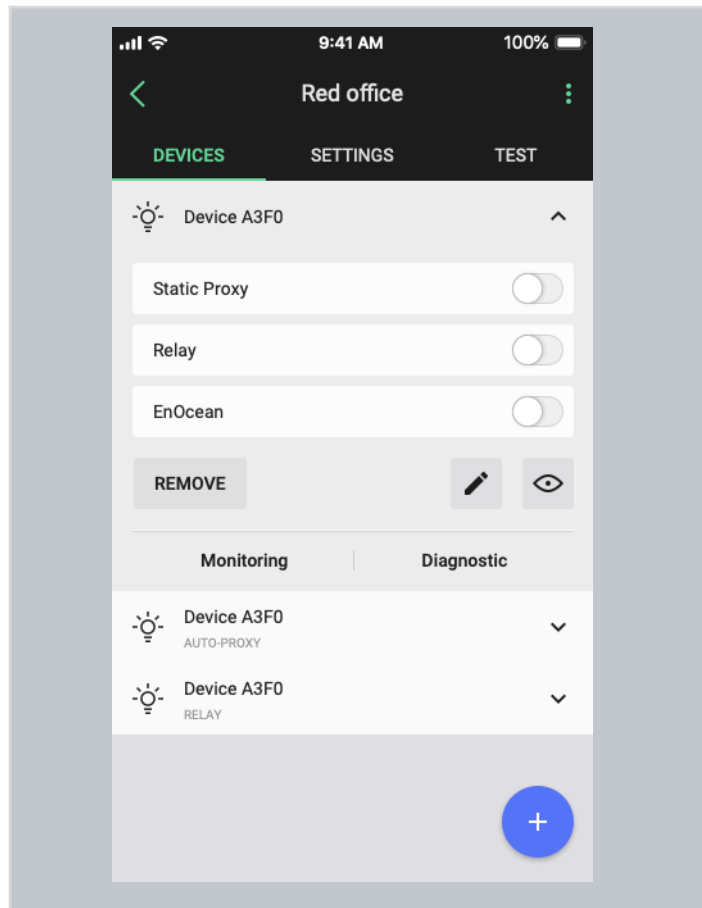 9:41 AM 100%
Red office
DEVICES SETTINGS TEST
Device A3F0
Static Proxy
Relay
EnOcean
REMOVE
Monitoring Diagnostic
Device A3F0
AUTO-PROXY
Device A3F0
RELAY